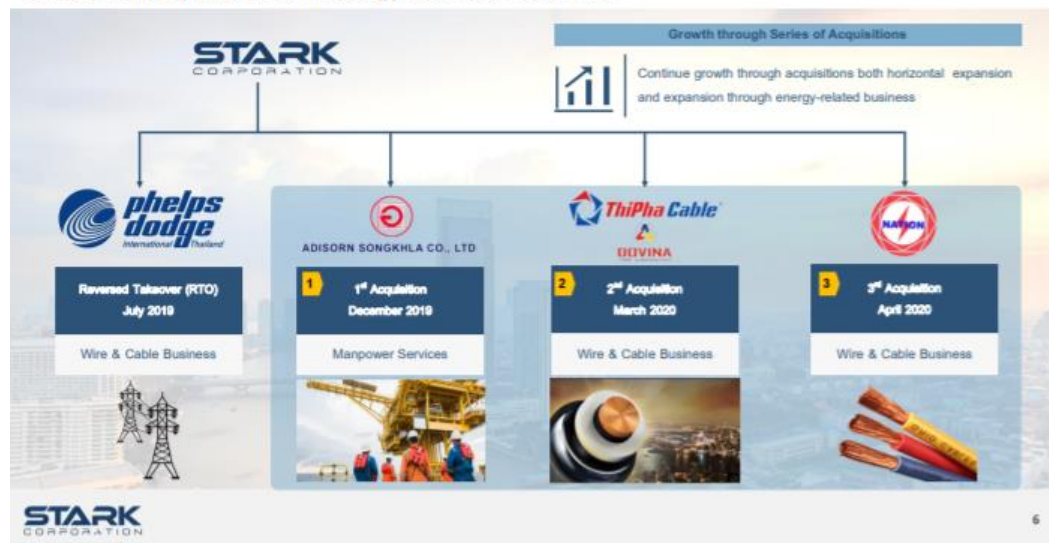 STARK
CORPORATION
Growth through Series of Acquisitions
Continue growth through acquisitions both horizontal expansion
and expansion through energy-related business
phelps
dodge
International Thailand
ADISORN SONGKHLA CO., LTD
ThiPha Cable
DOVINA
NATION
Reversed Takeover (RTO)
July 2019
1
1st Acquisition
December 2019
2
2nd Acquisition
March 2020
3
3rd Acquisition
April 2020
Wire & Cable Business
Manpower Services
Wire & Cable Business
Wire & Cable Business
STARK
CORPORATION
6